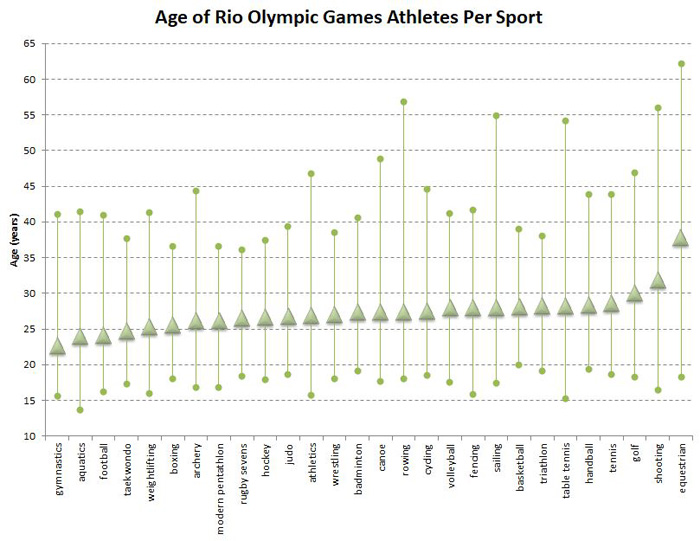 Age of Rio Olympic Games Athletes Per Sport
Age (years)
65
60
55
50
45
40
35
30
25
20
15
10
gymnastics
aquatics
football
taekwondo
weightlifting
boxing
archery
modern pentathlon
rugby sevens
hockey
judo
athletics
wrestling
badminton
canoe
rowing
cycling
volleyball
fencing
sailing
basketball
triathlon
table tennis
handball
tennis
golf
shooting
equestrian